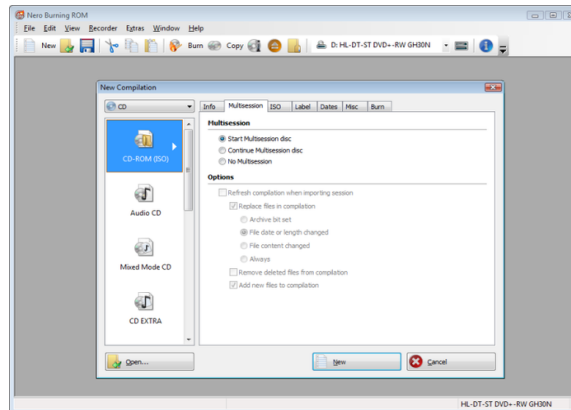 Nero Burning ROM
File Edit View Recorder Extras Window Help
New Burn Copy D: HL-DT-ST DVD+-RW GH30N
New Compilation
CD
Info Multisession ISO Label Dates Misc Burn
CD-ROM (ISO)
Audio CD
Mixed Mode CD
CD EXTRA
Multisession
Start Multisession disc
Continue Multisession disc
No Multisession
Options
Refresh compilation when importing session
Replace files in compilation
Archive bit set
File date or length changed
File content changed
Always
Remove deleted files from compilation
Add new files to compilation
Open... New Cancel
HL-DT-ST DVD+-RW GH30N